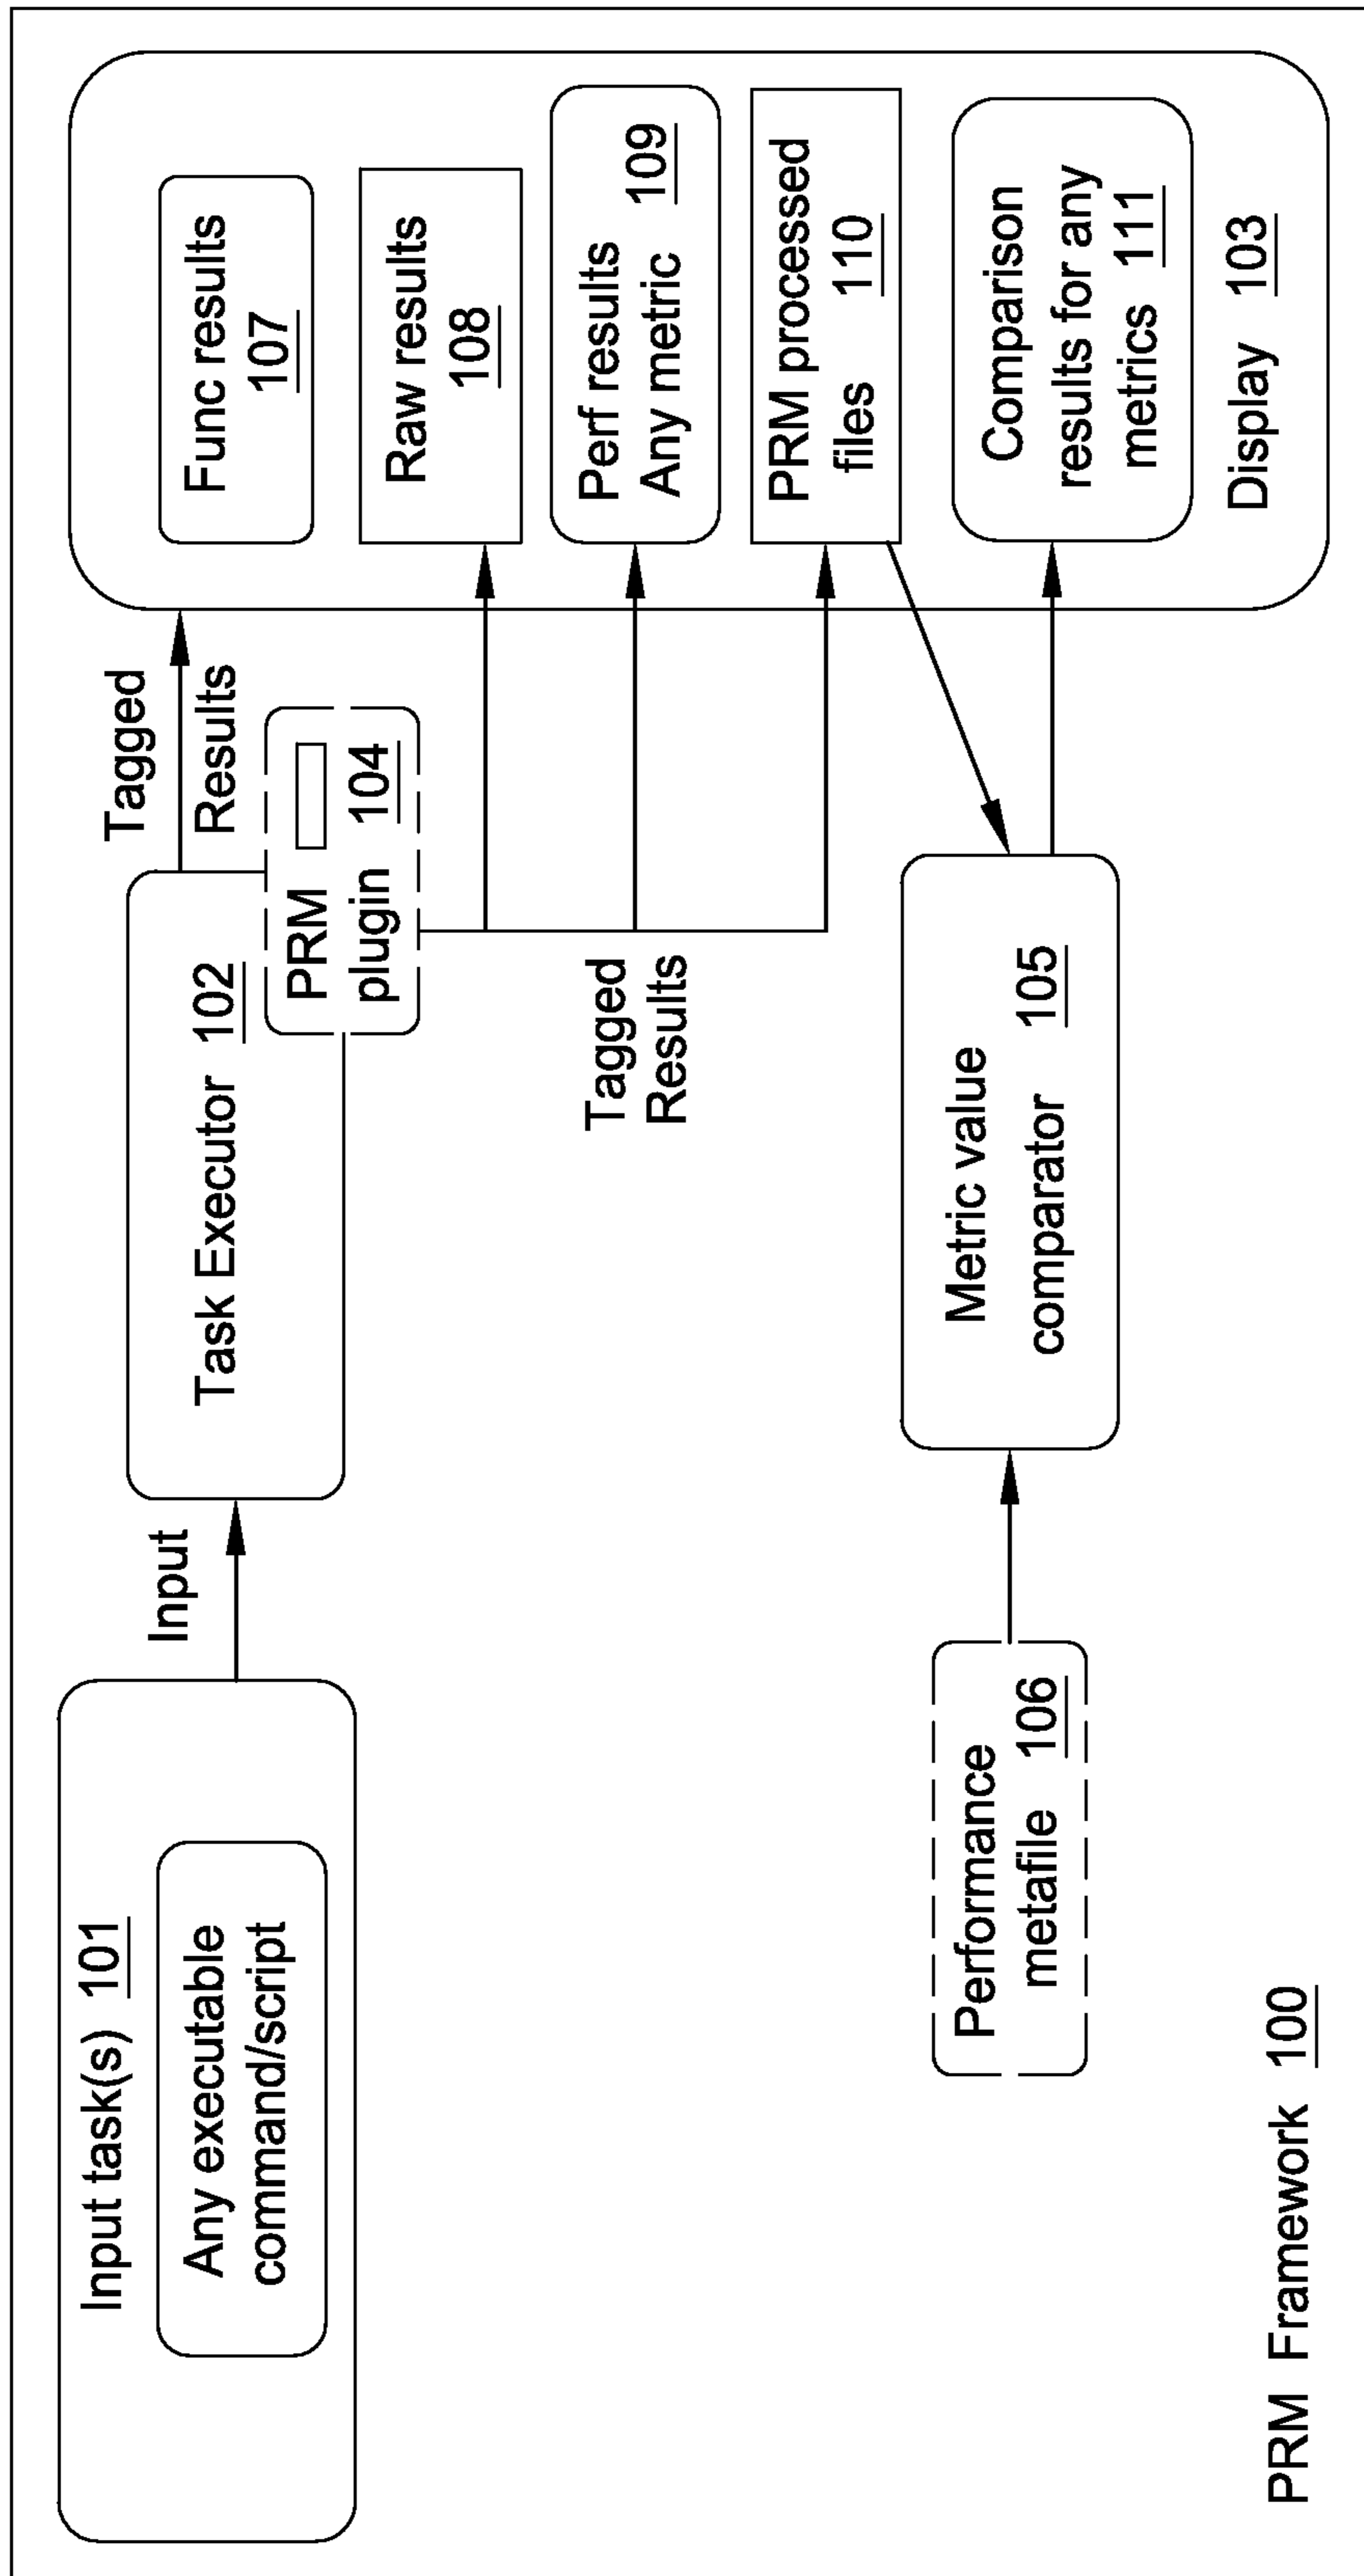 Input task(s) 101
Any executable
command/script
Input
Task Executor 102
PRM
plugin 104
Tagged
Results
Tagged
Results
Func results
107
Raw results
108
Perf results
Any metric 109
PRM processed
files 110
Comparison
results for any
metrics 111
Display 103
Performance
metafile 106
Metric value
comparator 105
PRM Framework 100